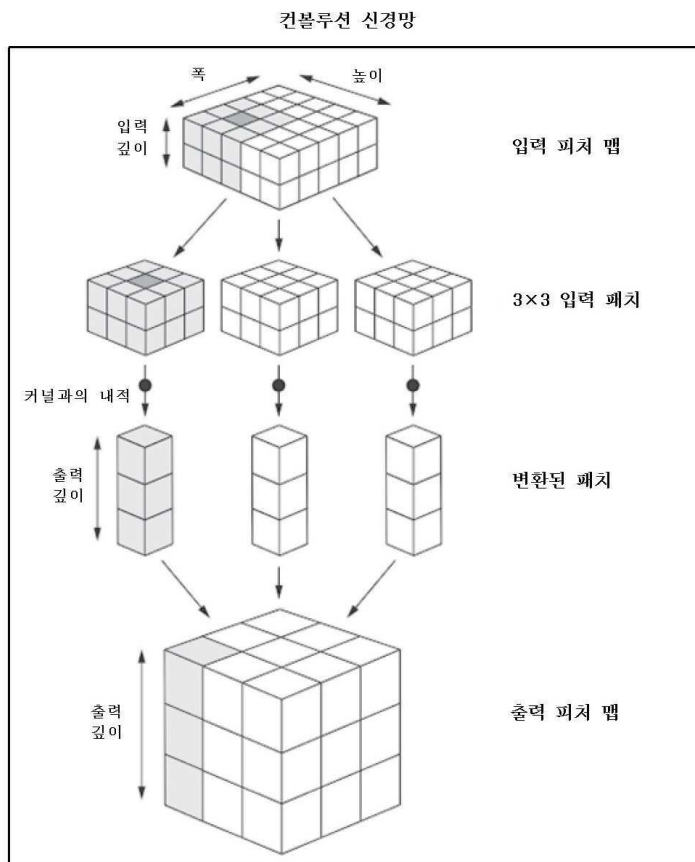 컨볼루션 신경망
폭
높이
입력
깊이
입력 피처 맵
3×3 입력 패치
커널과의 내적
출력
깊이
변환된 패치
출력
깊이
출력 피처 맵